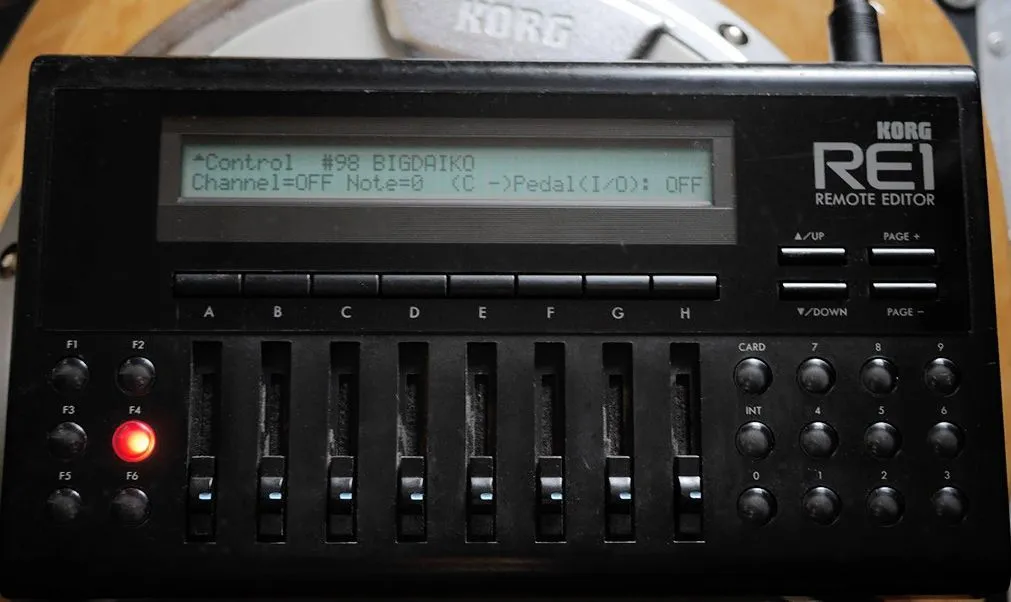 KORG
KORG
RE1
REMOTE EDITOR
Control #98 BIGDAIKO
Channel=OFF Note=0 (C -)Pedal(I/O): OFF
▲/UP PAGE +
▼/DOWN PAGE −
A B C D E F G H
F1 F2
F3 F4
F5 F6
CARD 7 8 9
INT 4 5 6
0 1 2 3